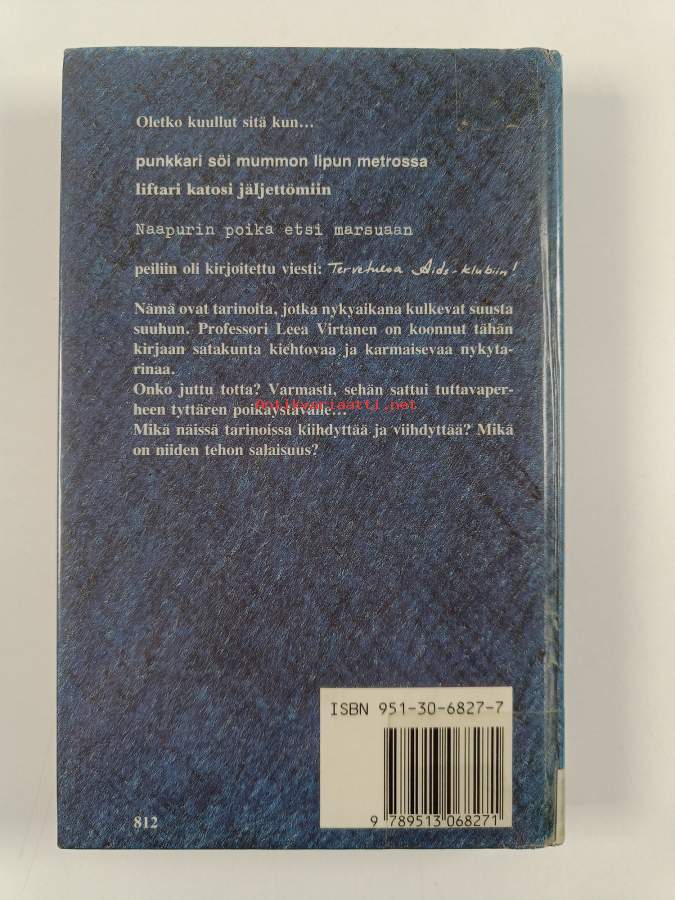 Oletko kuullut sitä kun...
punkkari söi mummon lipun metrossa
liftari katosi jäljettömiin
Naapurin poika etsi marsuaan
peiliin oli kirjoitettu viesti: Tervetuloa Aids-klubiin!
Nämä ovat tarinoita, jotka nykyaikana kulkevat suusta
suuhun. Professori Leea Virtanen on koonnut tähän
kirjaan satakunta kiehtovaa ja karmaisevaa nykyta-
rinaa.
Onko juttu totta? Varmasti, sehän sattui tuttavaper-
heen tyttären poikaystävälle...
Antikvariaatti.net
Mikä näissä tarinoissa kiihdyttää ja viihdyttää? Mikä
on niiden tehon salaisuus?
ISBN 951-30-6827-7
9 789513 068271
812